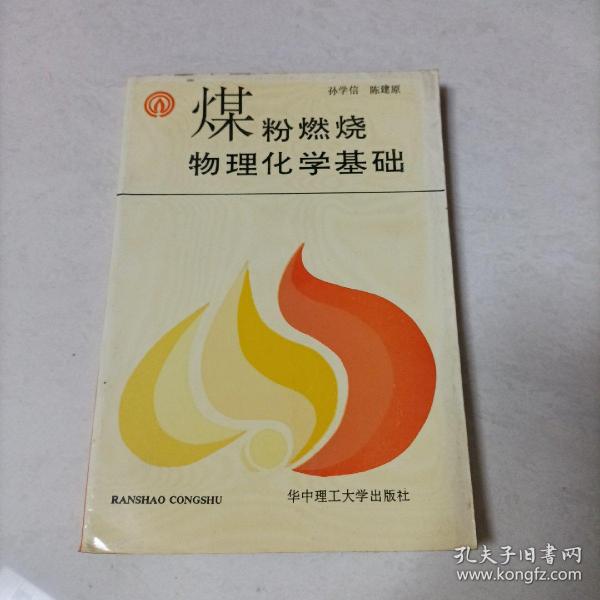 孙学信 陈建原
煤粉燃烧
物理化学基础
RANSHAO CONGSHU
华中理工大学出版社
孔夫子旧书网
www.kongfz.com